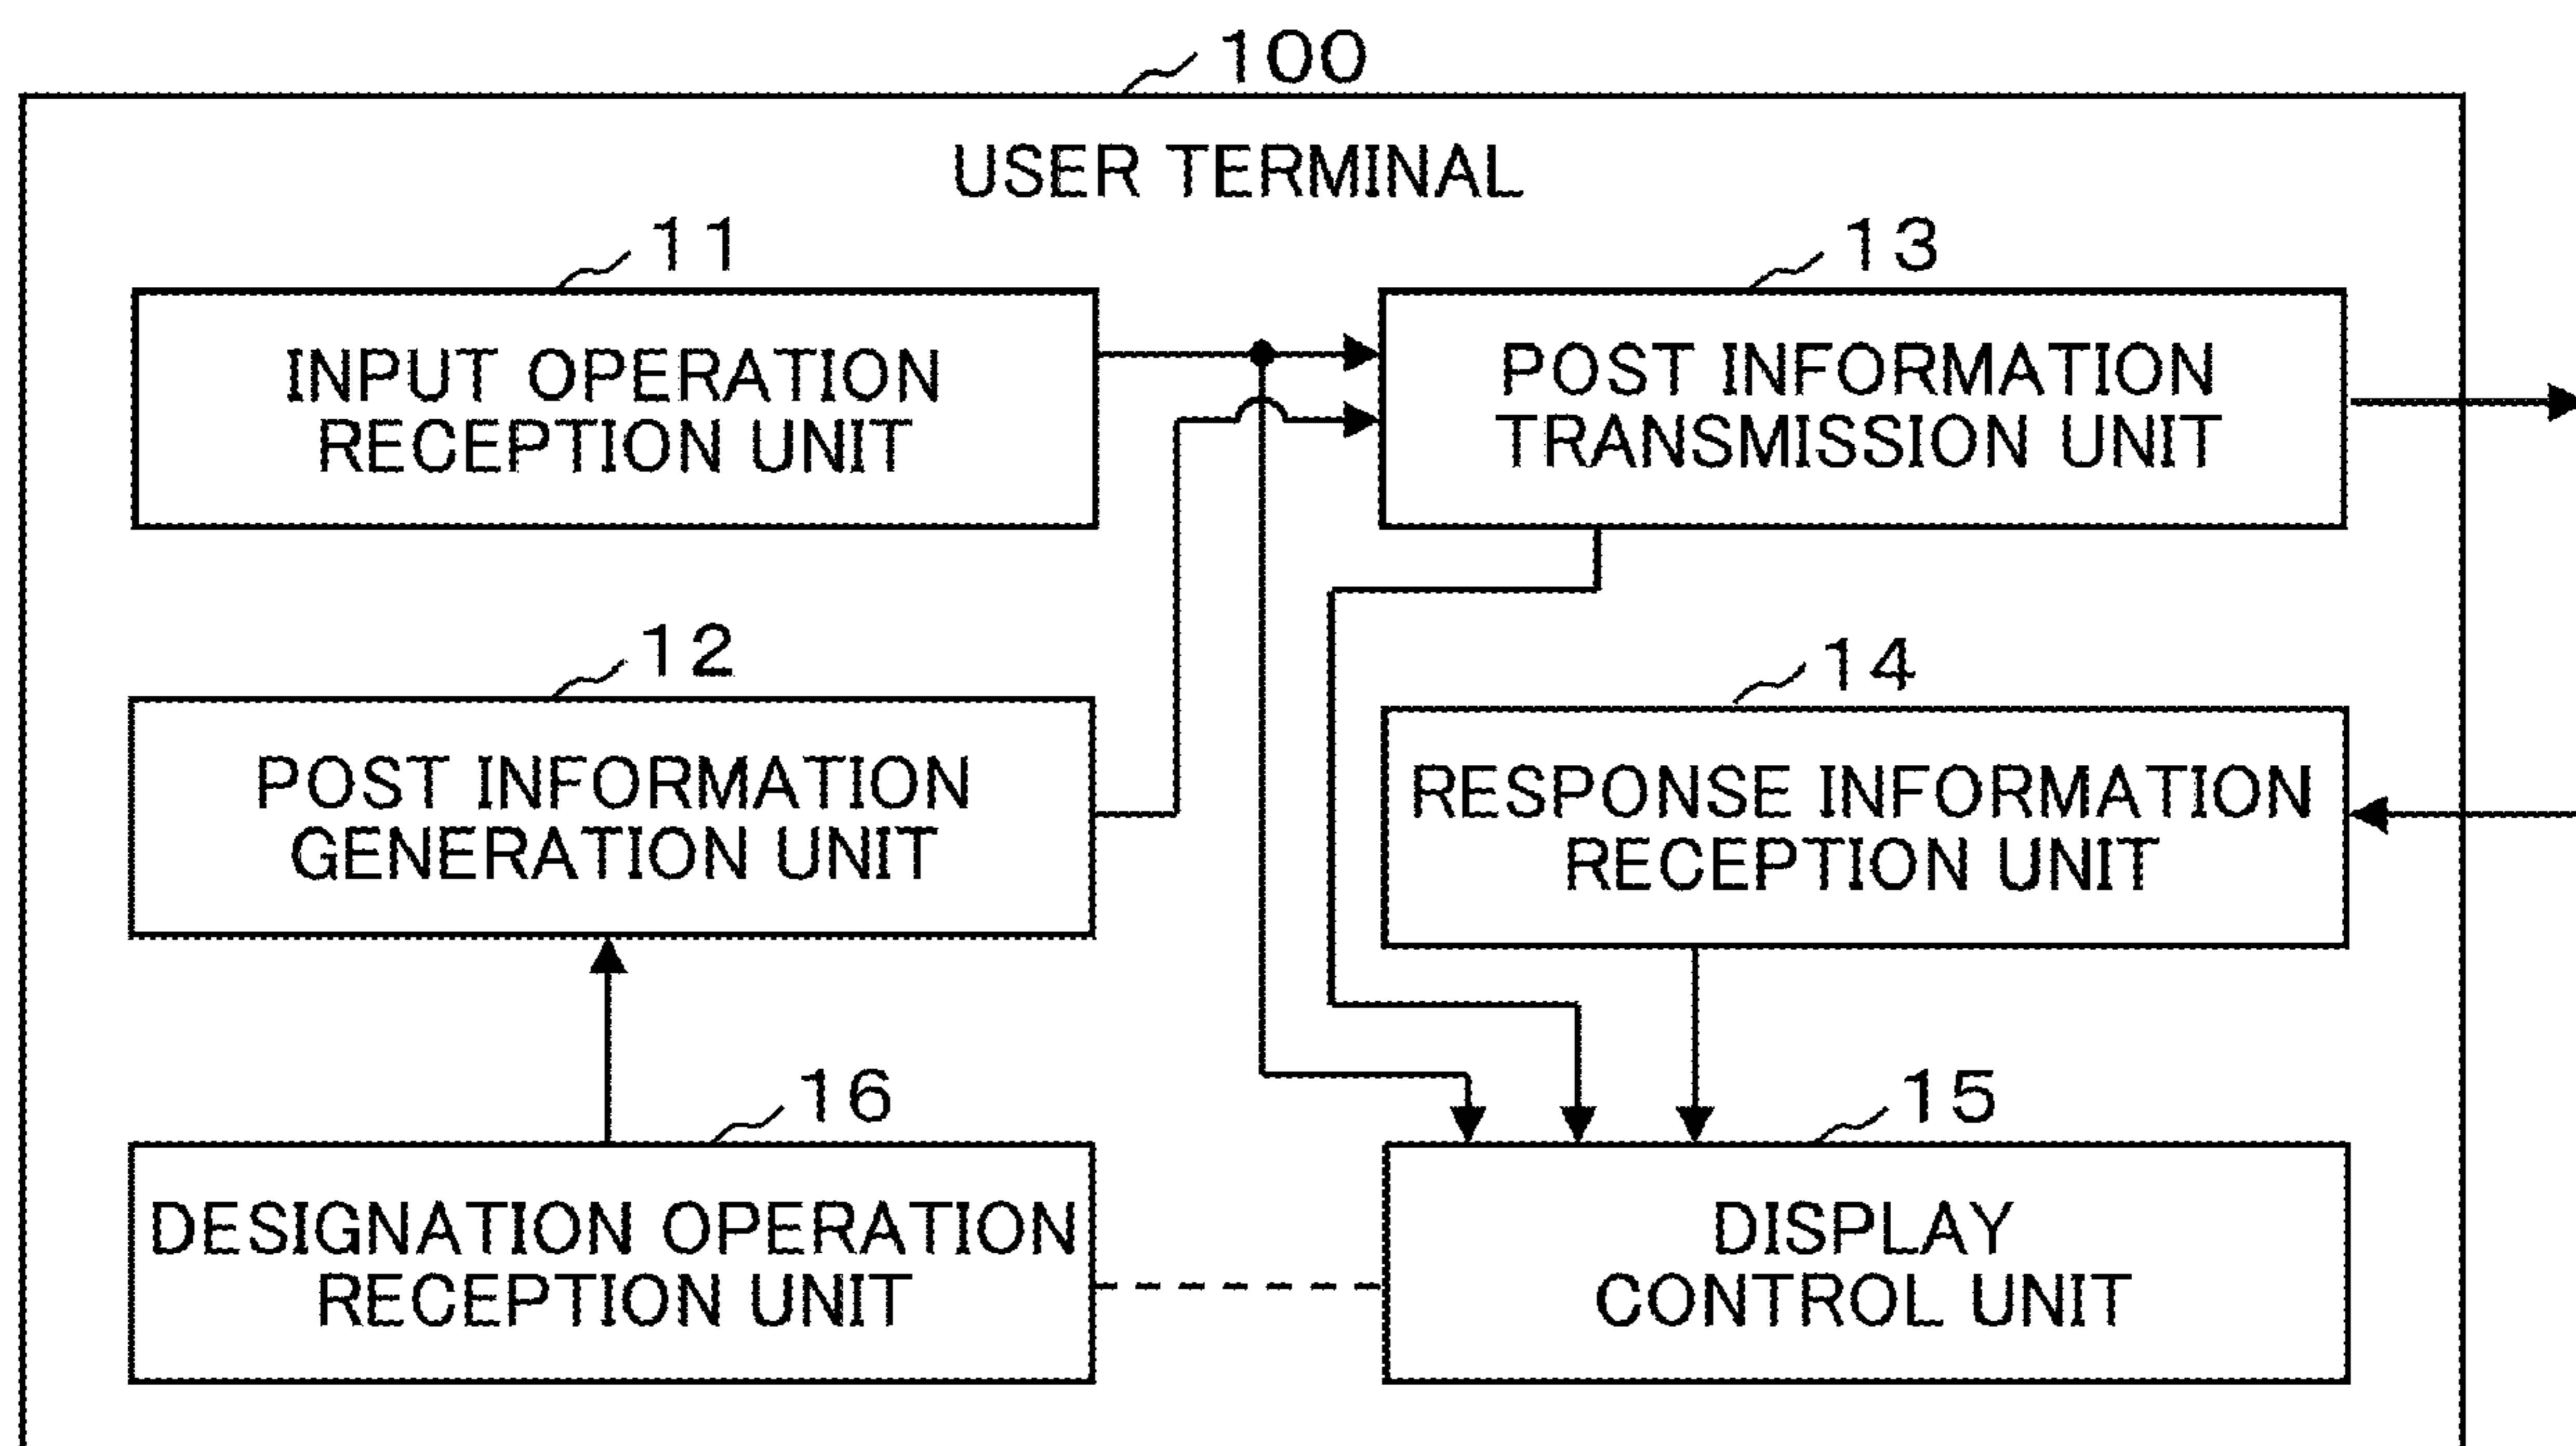 100
USER TERMINAL
11
INPUT OPERATION
RECEPTION UNIT
13
POST INFORMATION
TRANSMISSION UNIT
12
POST INFORMATION
GENERATION UNIT
14
RESPONSE INFORMATION
RECEPTION UNIT
16
DESIGNATION OPERATION
RECEPTION UNIT
15
DISPLAY
CONTROL UNIT